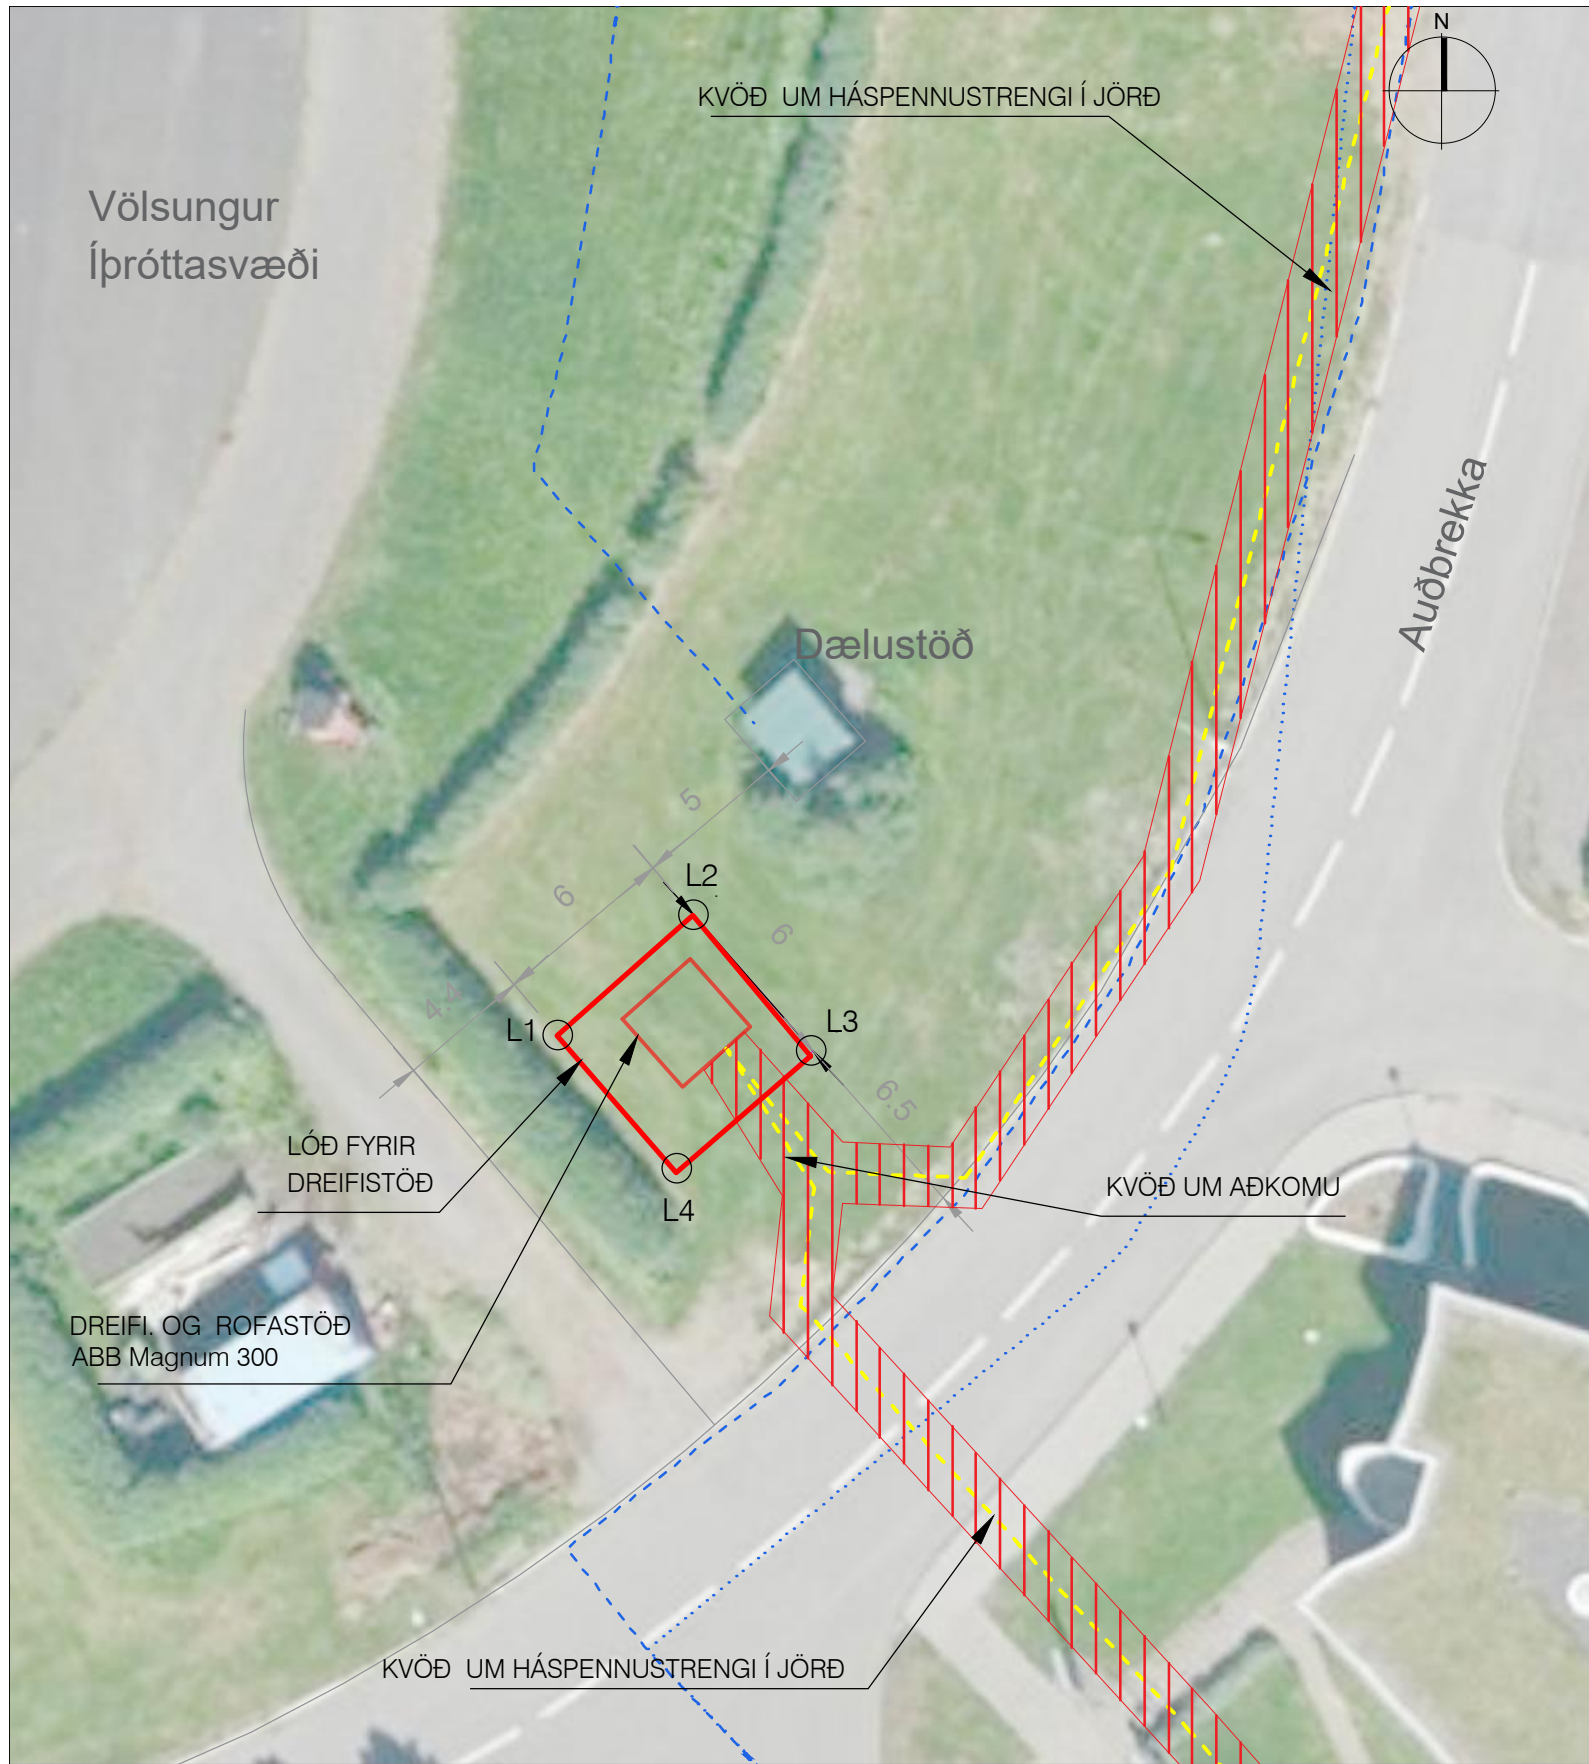 N
KVÖÐ UM HÁSPENNUSTRENGI Í JÖRÐ
Völsungur
Íþróttasvæði
Auðbrekka
Dælustöð
5
6
L2
6
4.4
L1
L3
6.5
LÓÐ FYRIR
DREIFISTÖÐ
L4
KVÖÐ UM AÐKOMU
DREIFI. OG ROFASTÖÐ
ABB Magnum 300
KVÖÐ UM HÁSPENNUSTRENGI Í JÖRÐ